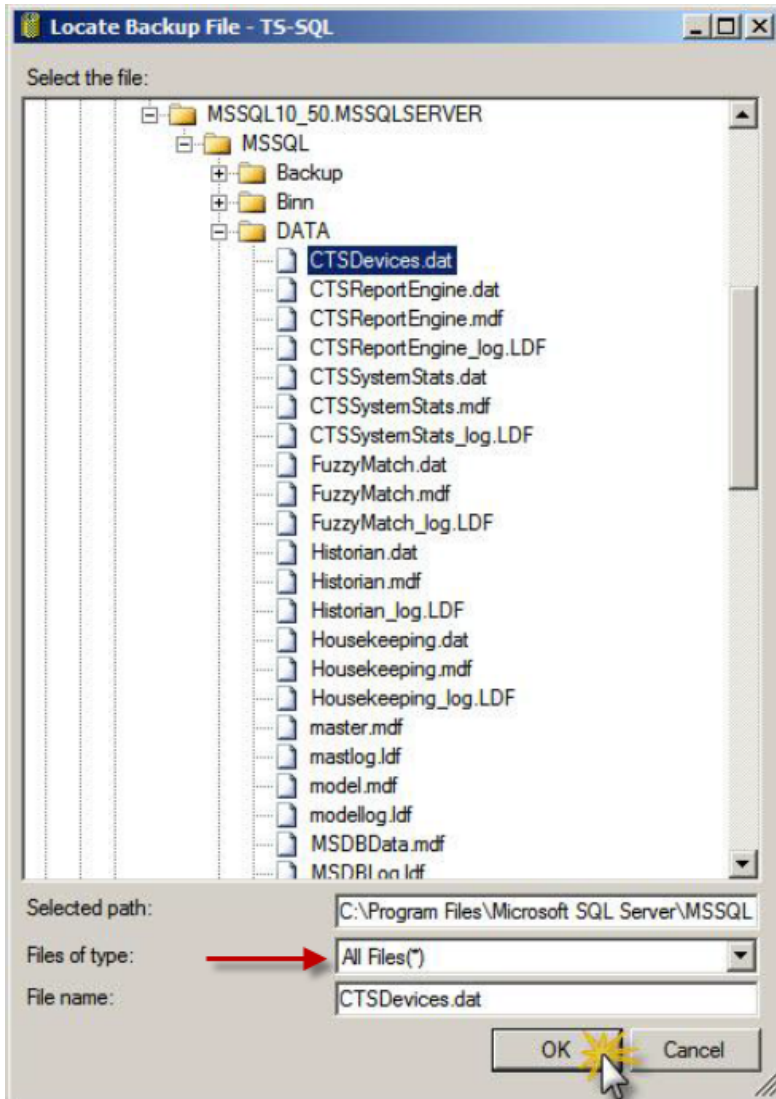 Locate Backup File - TS-SQL
Select the file:
MSSQL10_50.MSSQLSERVER
MSSQL
Backup
Binn
DATA
CTSDevices.dat
CTSReportEngine.dat
CTSReportEngine.mdf
CTSReportEngine_log.LDF
CTSSystemStats.dat
CTSSystemStats.mdf
CTSSystemStats_log.LDF
FuzzyMatch.dat
FuzzyMatch.mdf
FuzzyMatch_log.LDF
Historian.dat
Historian.mdf
Historian_log.LDF
Housekeeping.dat
Housekeeping.mdf
Housekeeping_log.LDF
master.mdf
mastlog.ldf
model.mdf
modellog.ldf
MSDBData.mdf
MSDBLog.ldf
Selected path: C:\Program Files\Microsoft SQL Server\MSSQL
Files of type: All Files(*)
File name: CTSDevices.dat
OK Cancel